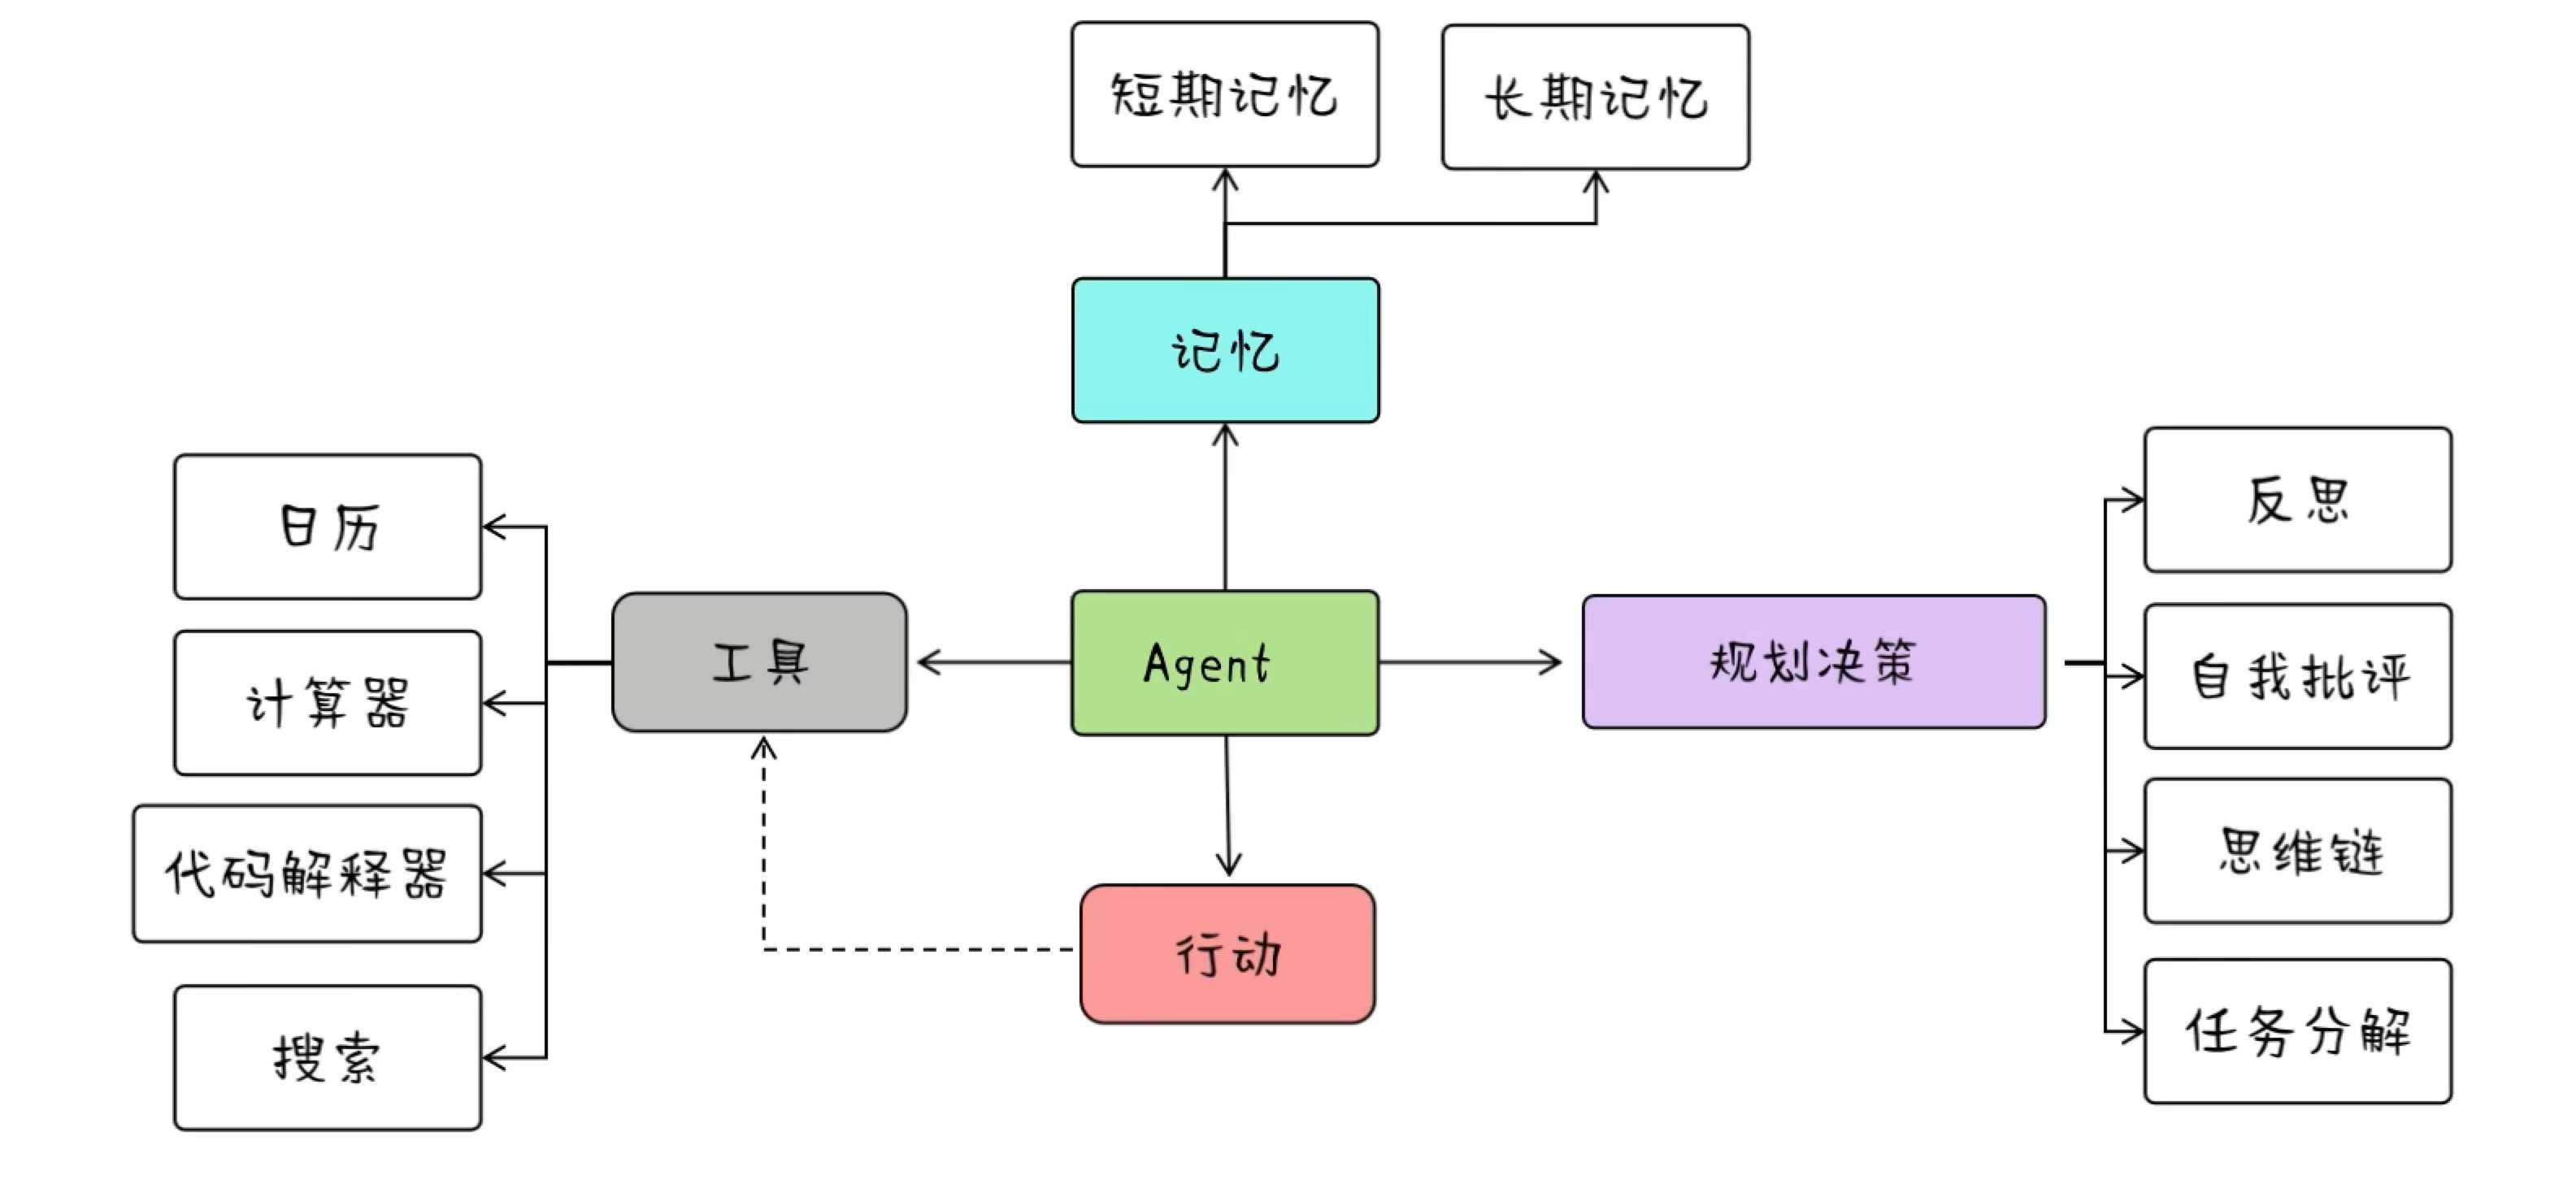 短期记忆
长期记忆
记忆
日历
计算器
代码解释器
搜索
工具
Agent
规划决策
反思
自我批评
思维链
任务分解
行动